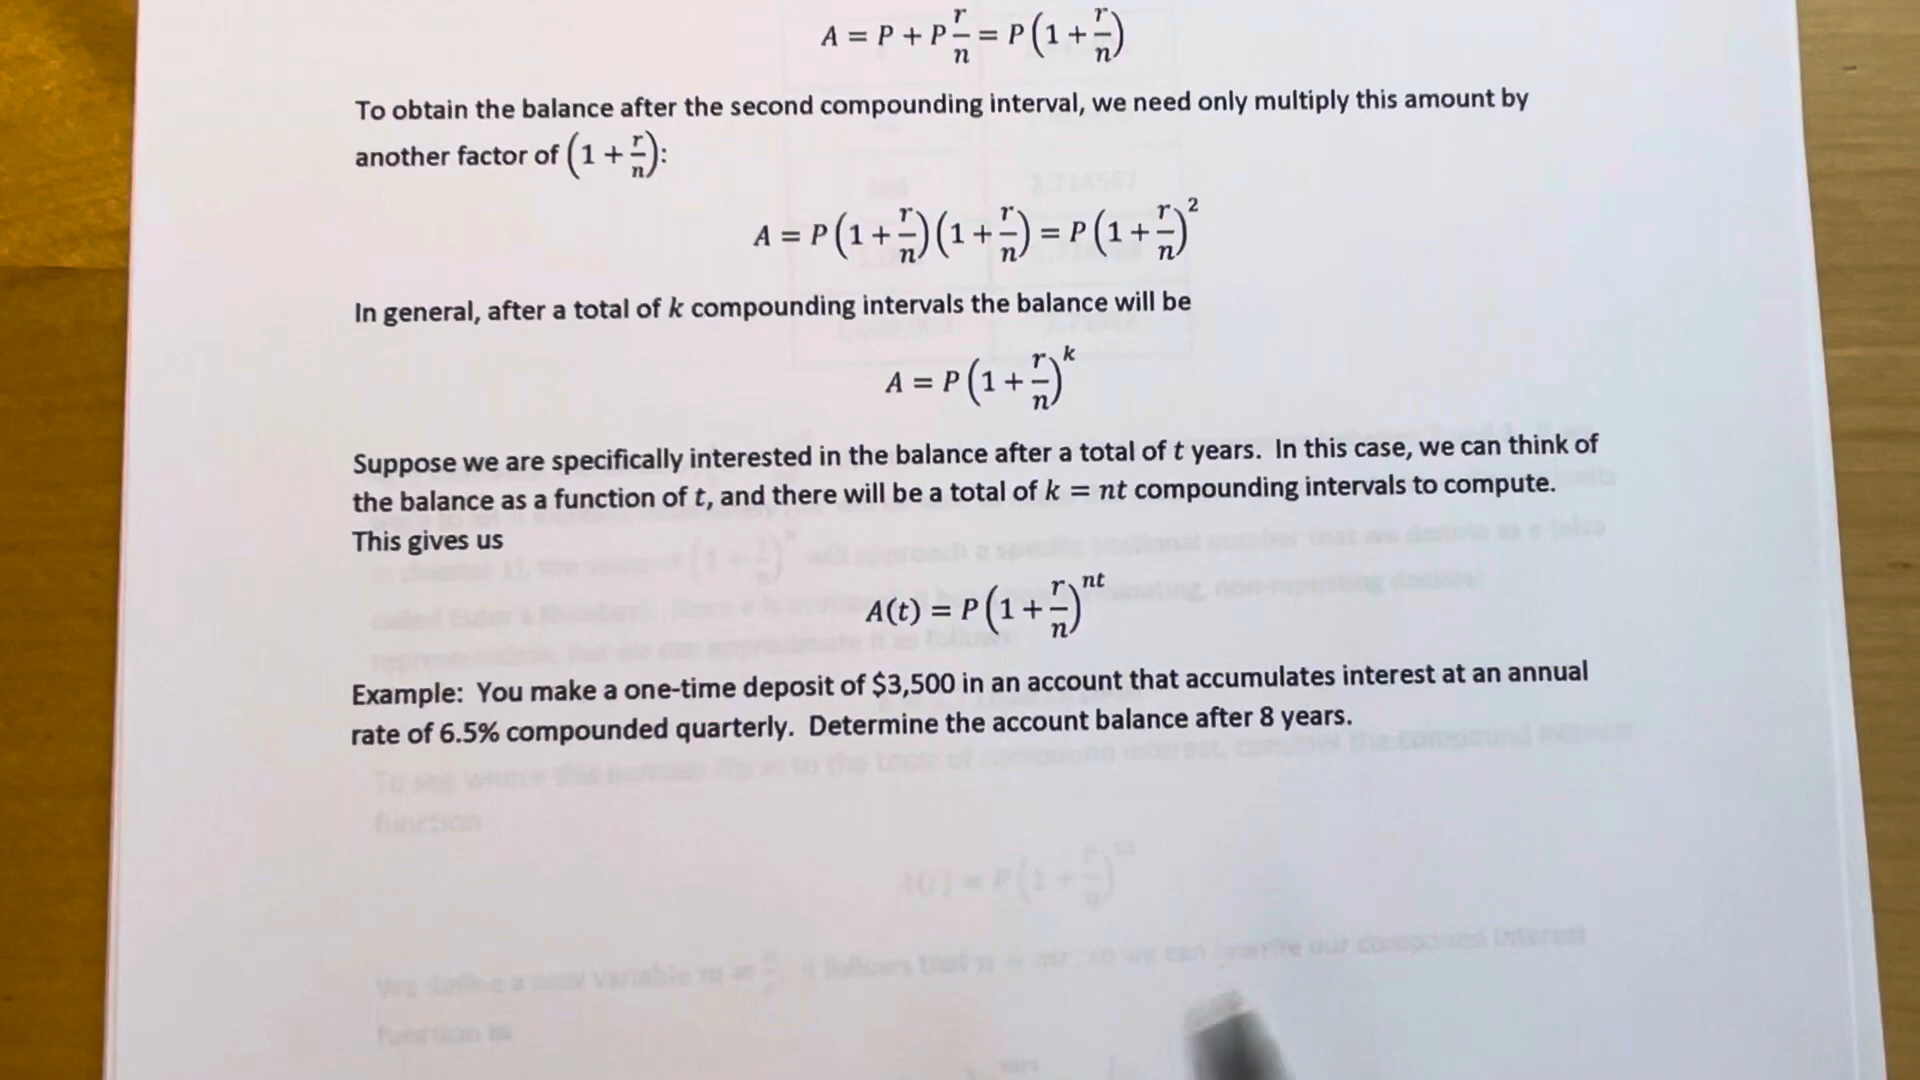 A = P + P r/n = P(1 + r/n)
To obtain the balance after the second compounding interval, we need only multiply this amount by
another factor of (1 + r/n):
A = P(1 + r/n)(1 + r/n) = P(1 + r/n)^2
In general, after a total of k compounding intervals the balance will be
A = P(1 + r/n)^k
Suppose we are specifically interested in the balance after a total of t years. In this case, we can think of
the balance as a function of t, and there will be a total of k = nt compounding intervals to compute.
This gives us
A(t) = P(1 + r/n)^nt
Example: You make a one-time deposit of $3,500 in an account that accumulates interest at an annual
rate of 6.5% compounded quarterly. Determine the account balance after 8 years.